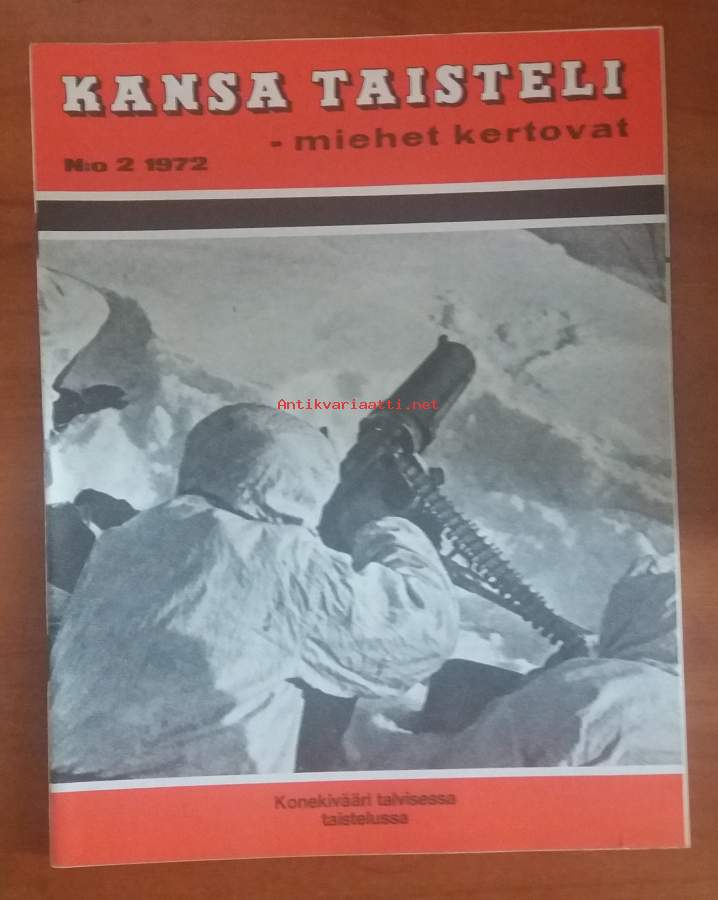 KANSA TAISTELI
- miehet kertovat
N:o 2 1972
Antikvariaatti.net
Konekivääri talvisessa
taistelussa